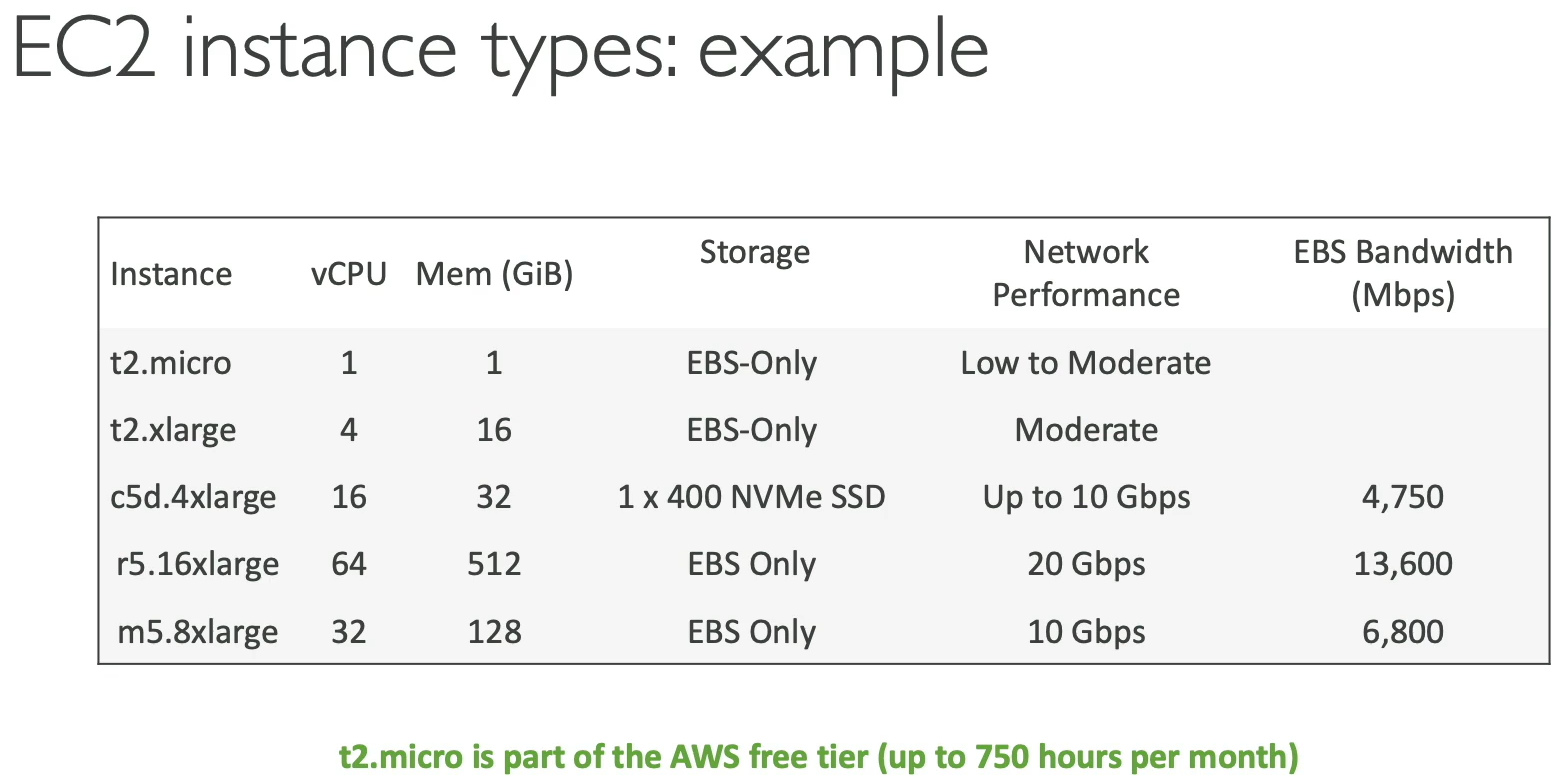 EC2 instance types: example
Instance vCPU Mem (GiB) Storage Network Performance EBS Bandwidth (Mbps)
t2.micro 1 1 EBS-Only Low to Moderate
t2.xlarge 4 16 EBS-Only Moderate
c5d.4xlarge 16 32 1 x 400 NVMe SSD Up to 10 Gbps 4,750
r5.16xlarge 64 512 EBS Only 20 Gbps 13,600
m5.8xlarge 32 128 EBS Only 10 Gbps 6,800
t2.micro is part of the AWS free tier (up to 750 hours per month)